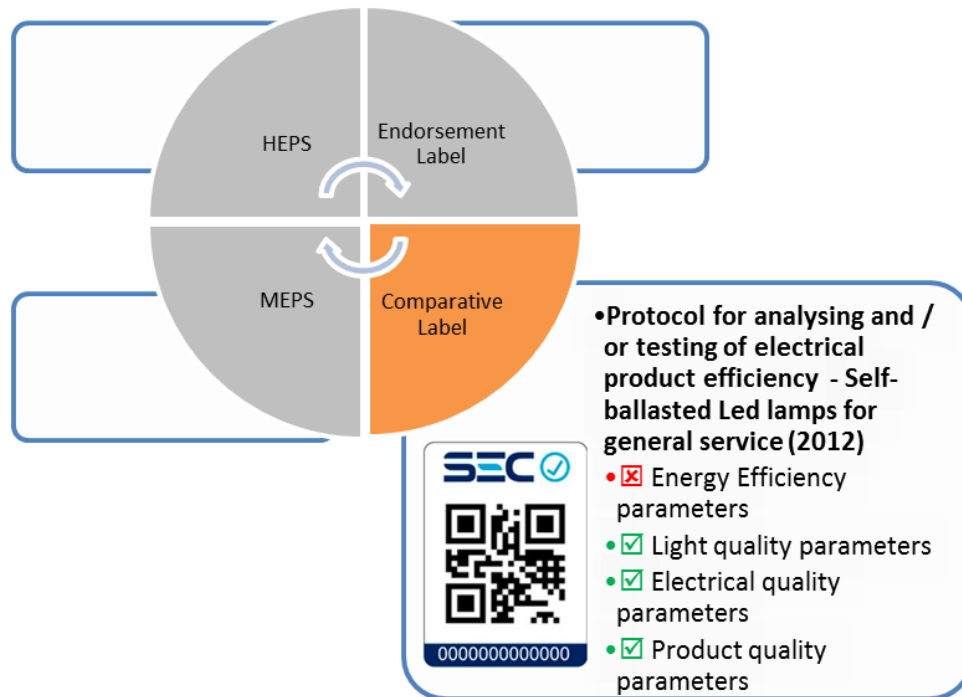 HEPS
Endorsement
Label
MEPS
Comparative
Label
•Protocol for analysing and /
or testing of electrical
product efficiency - Self-
ballasted Led lamps for
general service (2012)
•☒ Energy Efficiency
parameters
•☑ Light quality parameters
•☑ Electrical quality
parameters
•☑ Product quality
parameters
SEC
0000000000000